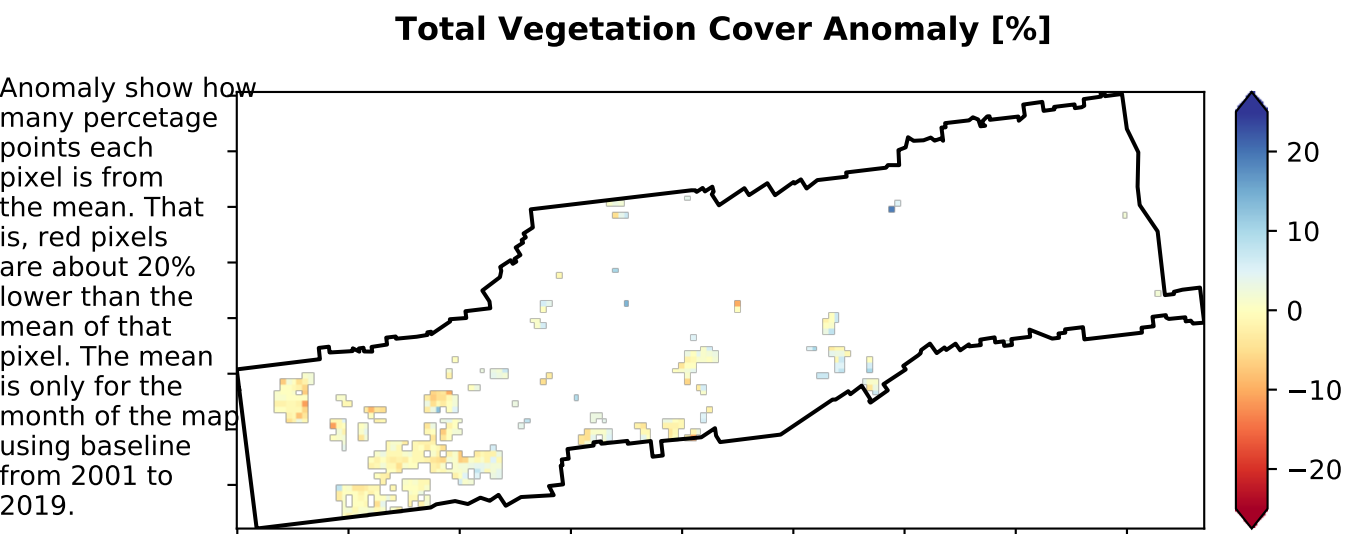 Total Vegetation Cover Anomaly [%]
Anomaly show how
many percetage
points each
pixel is from
the mean. That
is, red pixels
are about 20%
lower than the
mean of that
pixel. The mean
is only for the
month of the map
using baseline
from 2001 to
2019.
20
10
0
−10
−20